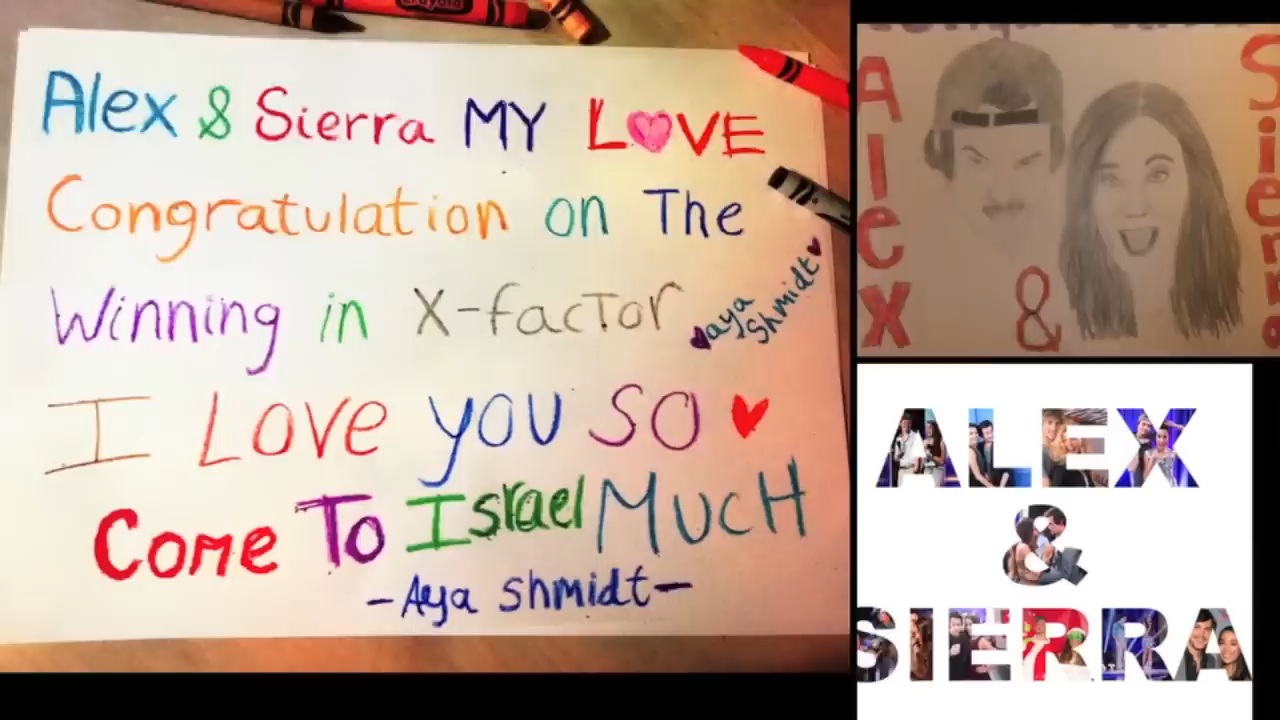 Crayola
Alex & Sierra MY LOVE
Congratulation on The
Winning in X-factor
aya
Shmidt
I LOVE YOU SO
Come To Israel MUCH
-Aya Shmidt-
Alex
&
Sierra
ALEX
&
SIERRA